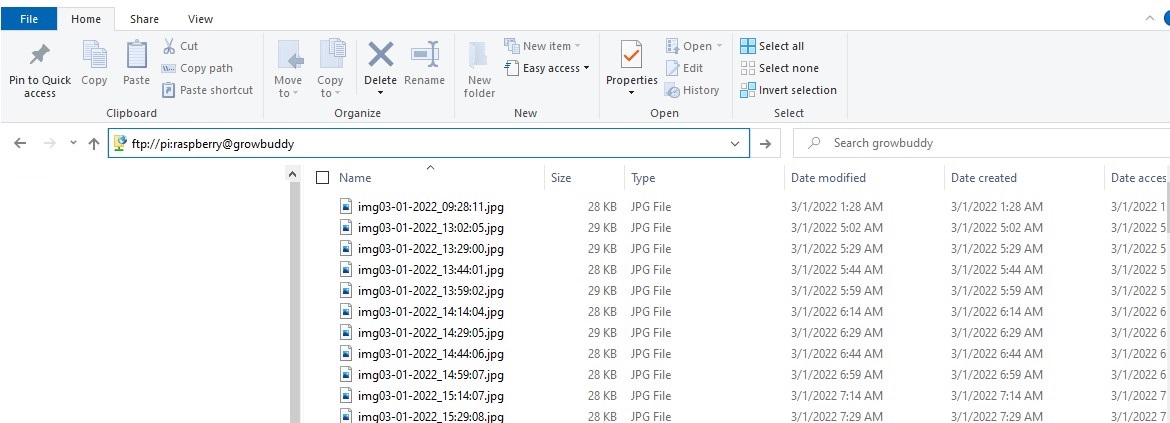 File Home Share View
Cut New item Open Select all
Copy path Easy access Edit Select none
Pin to Quick access Copy Paste Paste shortcut Move to Copy to Delete Rename New folder Properties History Invert selection
Clipboard Organize New Open Select
ftp://pi:raspberry@growbuddy Search growbuddy
Name Size Type Date modified Date created Date acces
img03-01-2022_09:28:11.jpg 28 KB JPG File 3/1/2022 1:28 AM 3/1/2022 1:28 AM 3/1/2022 1
img03-01-2022_13:02:05.jpg 29 KB JPG File 3/1/2022 5:02 AM 3/1/2022 5:02 AM 3/1/2022 5
img03-01-2022_13:29:00.jpg 29 KB JPG File 3/1/2022 5:29 AM 3/1/2022 5:29 AM 3/1/2022 5
img03-01-2022_13:44:01.jpg 28 KB JPG File 3/1/2022 5:44 AM 3/1/2022 5:44 AM 3/1/2022 5
img03-01-2022_13:59:02.jpg 29 KB JPG File 3/1/2022 5:59 AM 3/1/2022 5:59 AM 3/1/2022 5
img03-01-2022_14:14:04.jpg 28 KB JPG File 3/1/2022 6:14 AM 3/1/2022 6:14 AM 3/1/2022 6
img03-01-2022_14:29:05.jpg 29 KB JPG File 3/1/2022 6:29 AM 3/1/2022 6:29 AM 3/1/2022 6
img03-01-2022_14:44:06.jpg 28 KB JPG File 3/1/2022 6:44 AM 3/1/2022 6:44 AM 3/1/2022 6
img03-01-2022_14:59:07.jpg 28 KB JPG File 3/1/2022 6:59 AM 3/1/2022 6:59 AM 3/1/2022 6
img03-01-2022_15:14:07.jpg 28 KB JPG File 3/1/2022 7:14 AM 3/1/2022 7:14 AM 3/1/2022 7
img03-01-2022_15:29:08.jpg 28 KB JPG File 3/1/2022 7:29 AM 3/1/2022 7:29 AM 3/1/2022 7